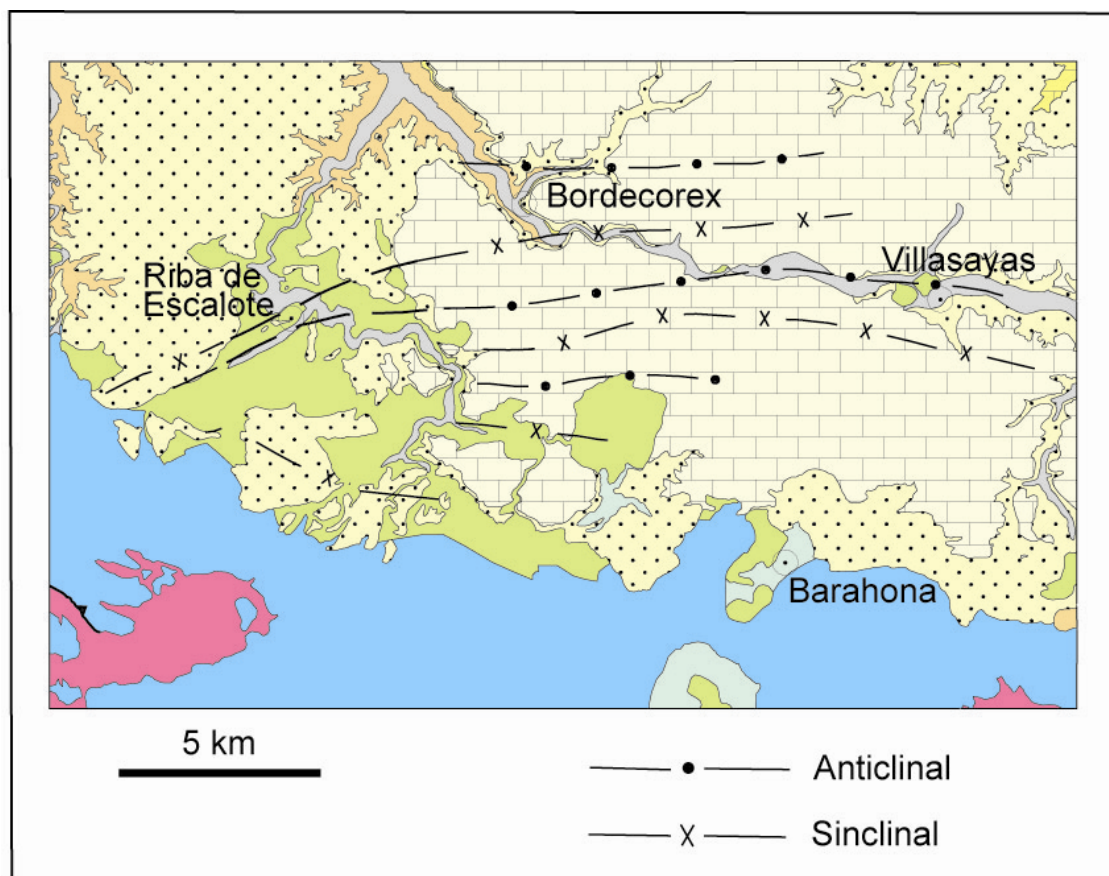 Bordecorex
Villasayas
Riba de
Escalote
Barahona
5 km
Anticlinal
Sinclinal